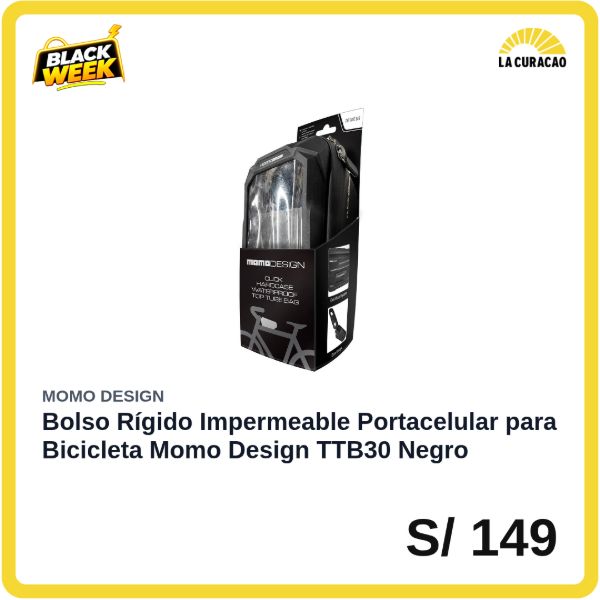 BLACK
WEEK
LA CURACAO
MOMODESIGN
CLICK
HARDCASE
WATERPROOF
TOP TUBE BAG
MOMO DESIGN
Bolso Rígido Impermeable Portacelular para
Bicicleta Momo Design TTB30 Negro
S/ 149